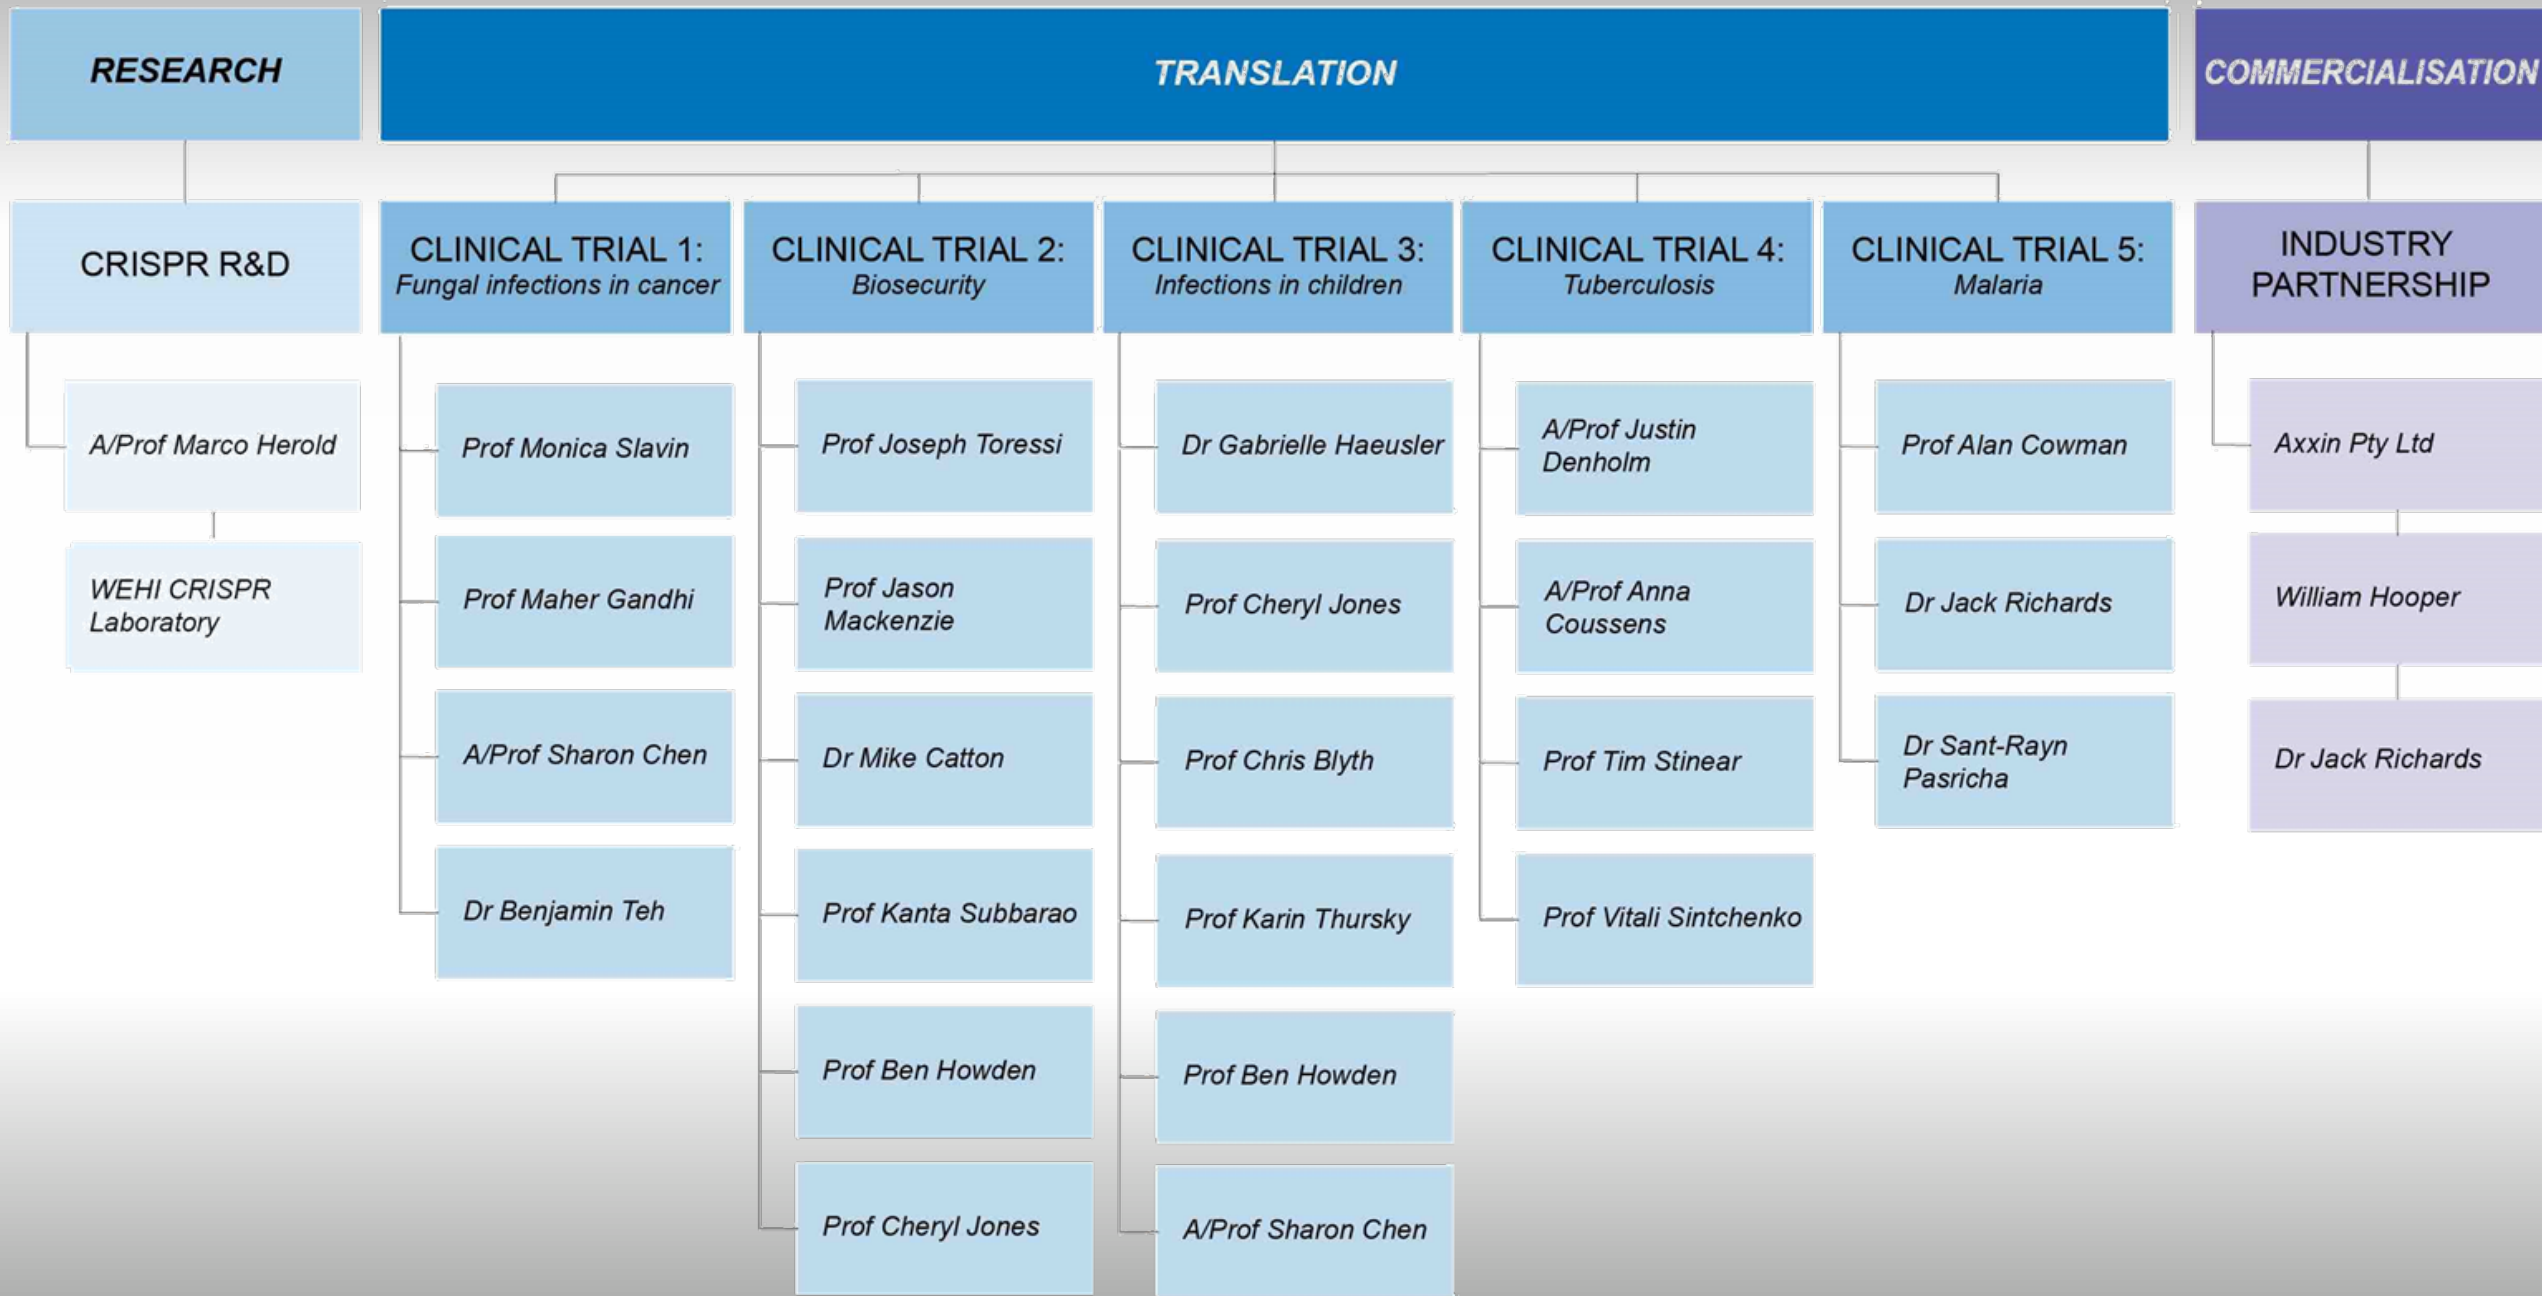 RESEARCH
TRANSLATION
COMMERCIALISATION
CRISPR R&D
CLINICAL TRIAL 1:
Fungal infections in cancer
CLINICAL TRIAL 2:
Biosecurity
CLINICAL TRIAL 3:
Infections in children
CLINICAL TRIAL 4:
Tuberculosis
CLINICAL TRIAL 5:
Malaria
INDUSTRY
PARTNERSHIP
A/Prof Marco Herold
WEHI CRISPR
Laboratory
Prof Monica Slavin
Prof Maher Gandhi
A/Prof Sharon Chen
Dr Benjamin Teh
Prof Joseph Toressi
Prof Jason
Mackenzie
Dr Mike Catton
Prof Kanta Subbarao
Prof Ben Howden
Prof Cheryl Jones
Dr Gabrielle Haeusler
Prof Cheryl Jones
Prof Chris Blyth
Prof Karin Thursky
Prof Ben Howden
A/Prof Sharon Chen
A/Prof Justin
Denholm
A/Prof Anna
Coussens
Prof Tim Stinear
Prof Vitali Sintchenko
Prof Alan Cowman
Dr Jack Richards
Dr Sant-Rayn
Pasricha
Axxin Pty Ltd
William Hooper
Dr Jack Richards